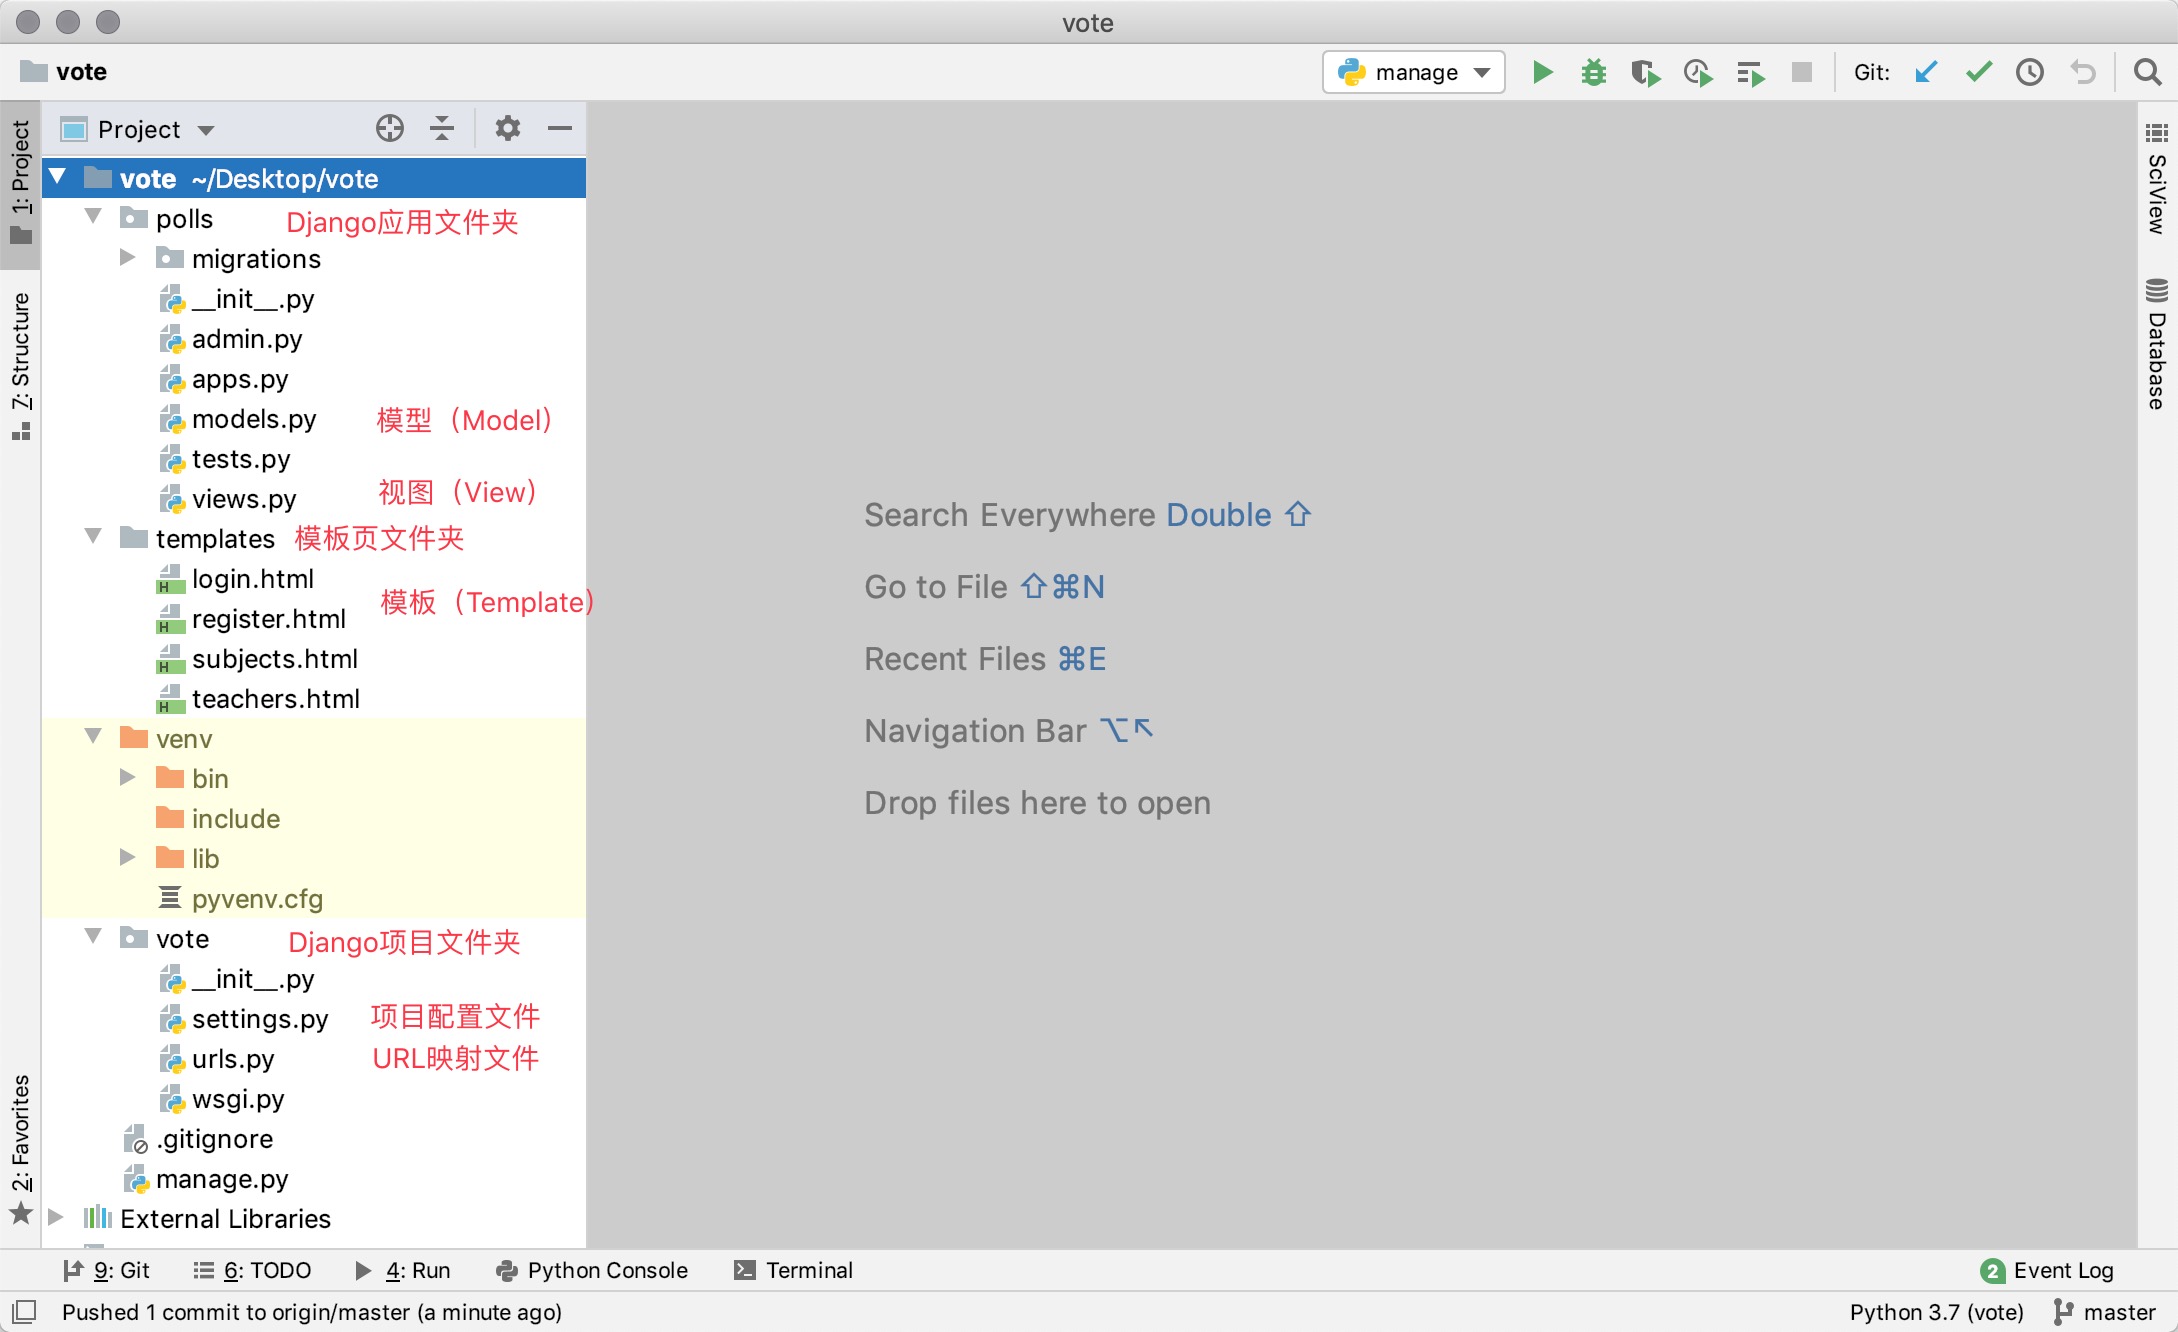 vote
vote
manage
Git:
1: Project
7: Structure
2: Favorites
Project
vote ~/Desktop/vote
polls Django应用文件夹
migrations
__init__.py
admin.py
apps.py
models.py 模型（Model）
tests.py
views.py 视图（View）
templates 模板页文件夹
login.html
模板（Template）
register.html
subjects.html
teachers.html
venv
bin
include
lib
pyvenv.cfg
vote Django项目文件夹
__init__.py
settings.py 项目配置文件
urls.py URL映射文件
wsgi.py
.gitignore
manage.py
External Libraries
Search Everywhere Double ⇧
Go to File ⇧⌘N
Recent Files ⌘E
Navigation Bar ⌥↖
Drop files here to open
SciView
Database
9: Git 6: TODO 4: Run Python Console Terminal 2 Event Log
Pushed 1 commit to origin/master (a minute ago) Python 3.7 (vote) master